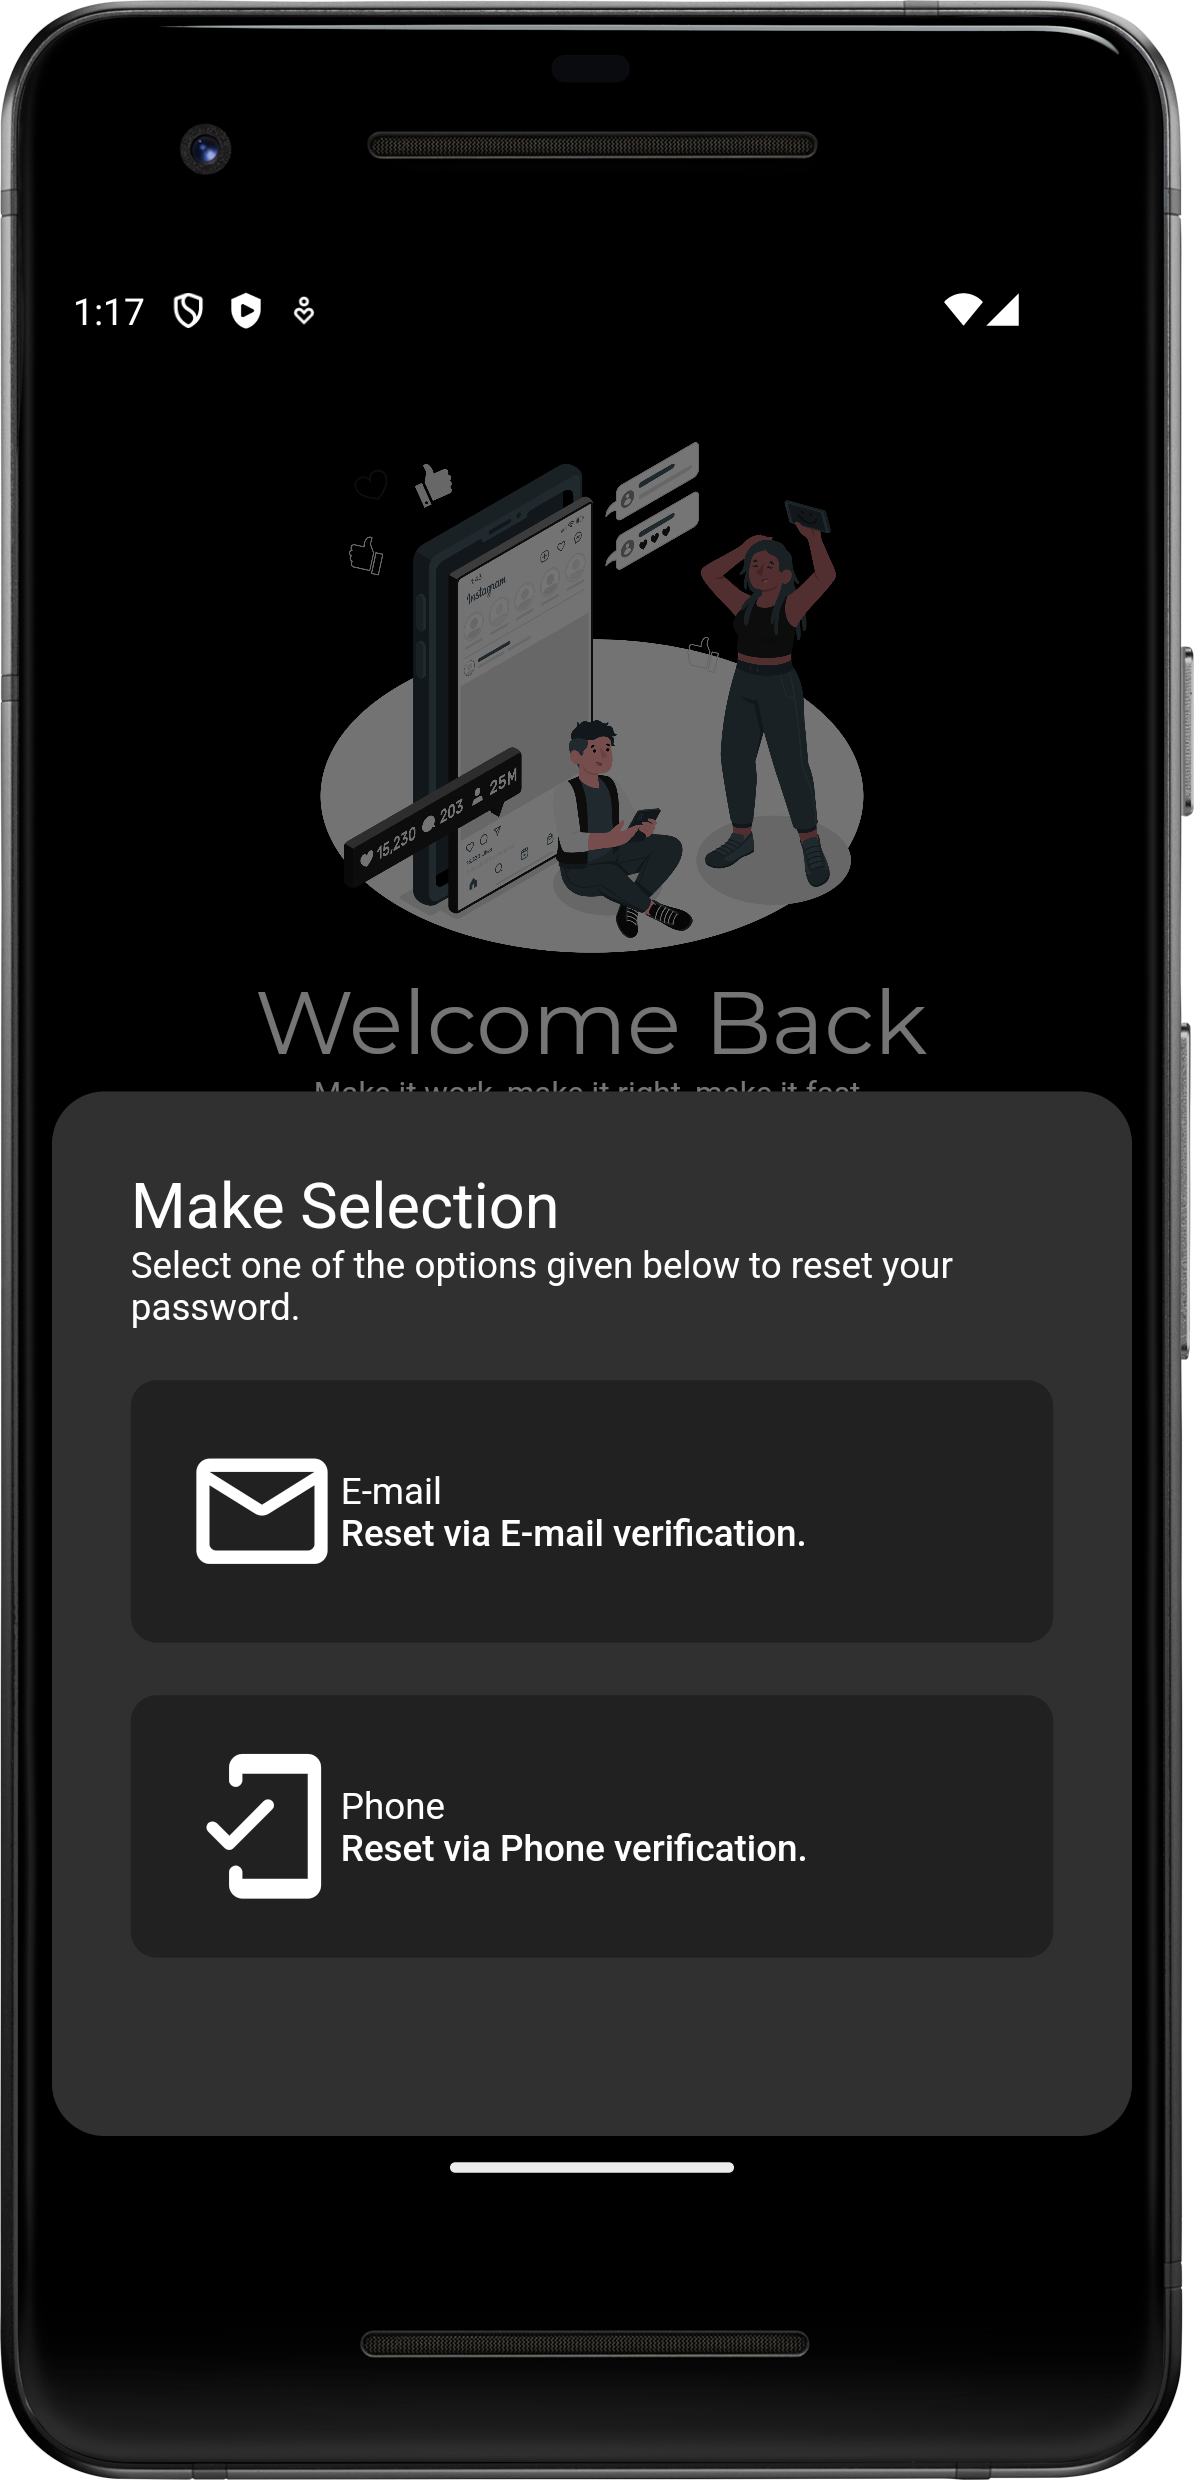 1:17
1:43
Instagram
15,230 203 25M
Welcome Back
Make it work, make it right, make it fast
Make Selection
Select one of the options given below to reset your
password.
E-mail
Reset via E-mail verification.
Phone
Reset via Phone verification.